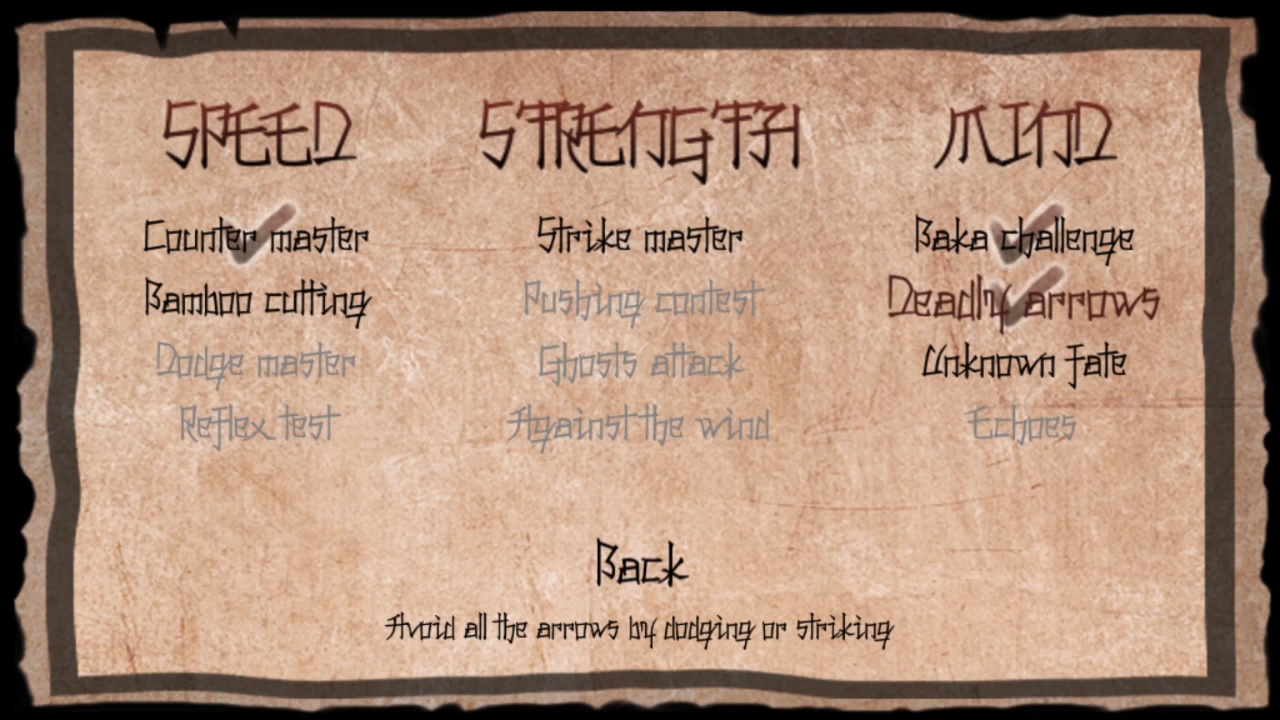 SPEED STRENGTH MIND
Counter master Strike master Baka challenge
Bamboo cutting Pushing contest Deadly arrows
Dodge master Ghosts attack Unknown Fate
Reflex test Against the wind Echoes
Back
Avoid all the arrows by dodging or striking